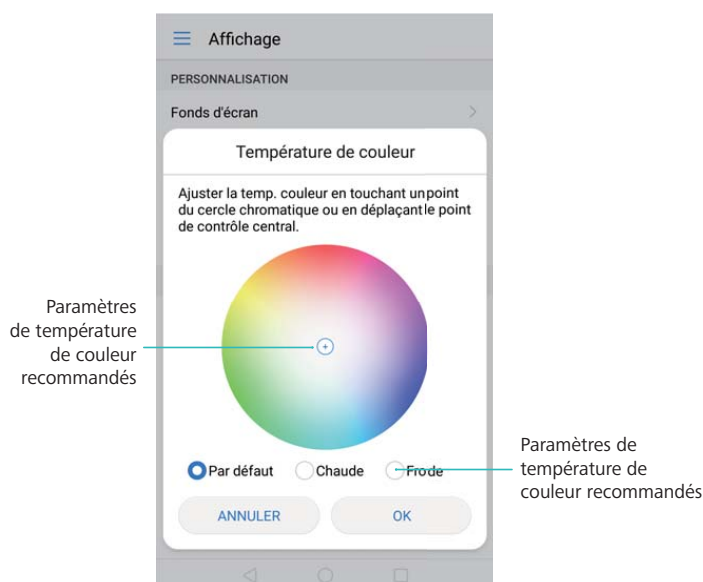 Affichage
PERSONNALISATION
Fonds d'écran
Température de couleur
Ajuster la temp. couleur en touchant unpoint
du cercle chromatique ou en déplaçantle point
de contrôle central.
Paramètres
de température
de couleur
recommandés
Par défaut
Chaude
Frode
Paramètres de
température de
couleur recommandés
ANNULER
OK